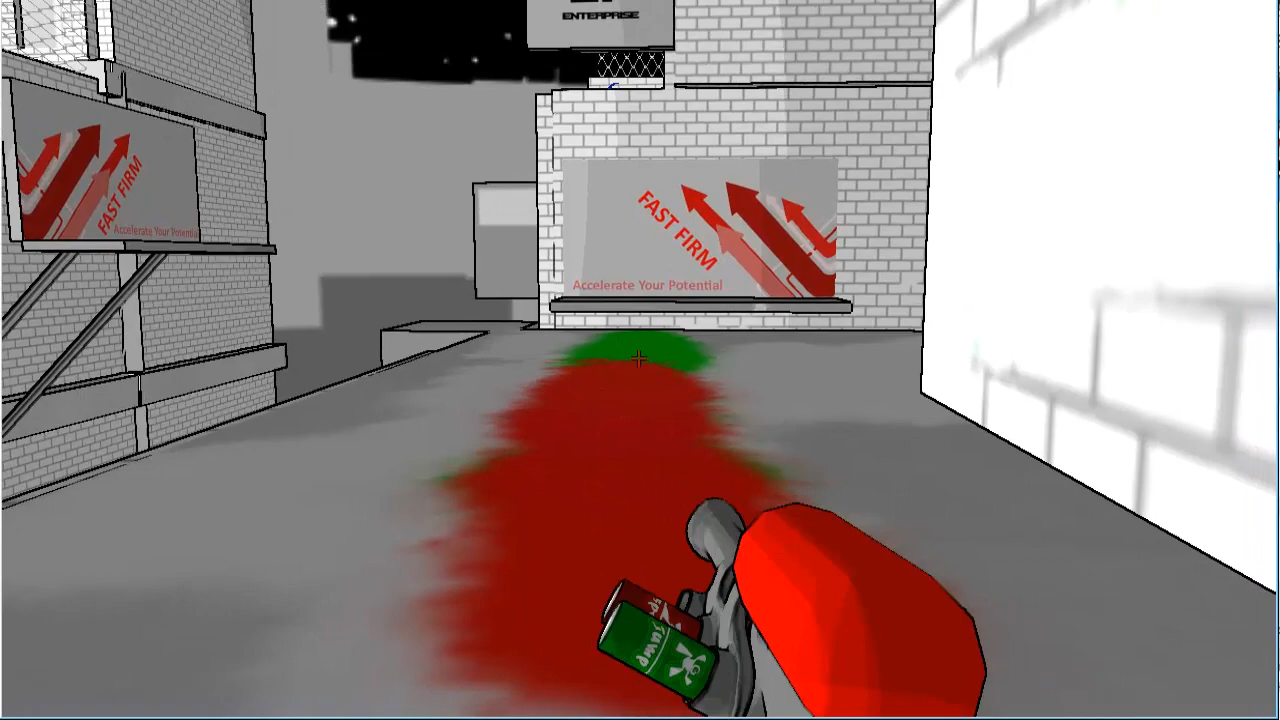 ENTERPRISE
FAST FIRM
Accelerate Your Potential
FAST FIRM
Accelerate Your Potential
Jump